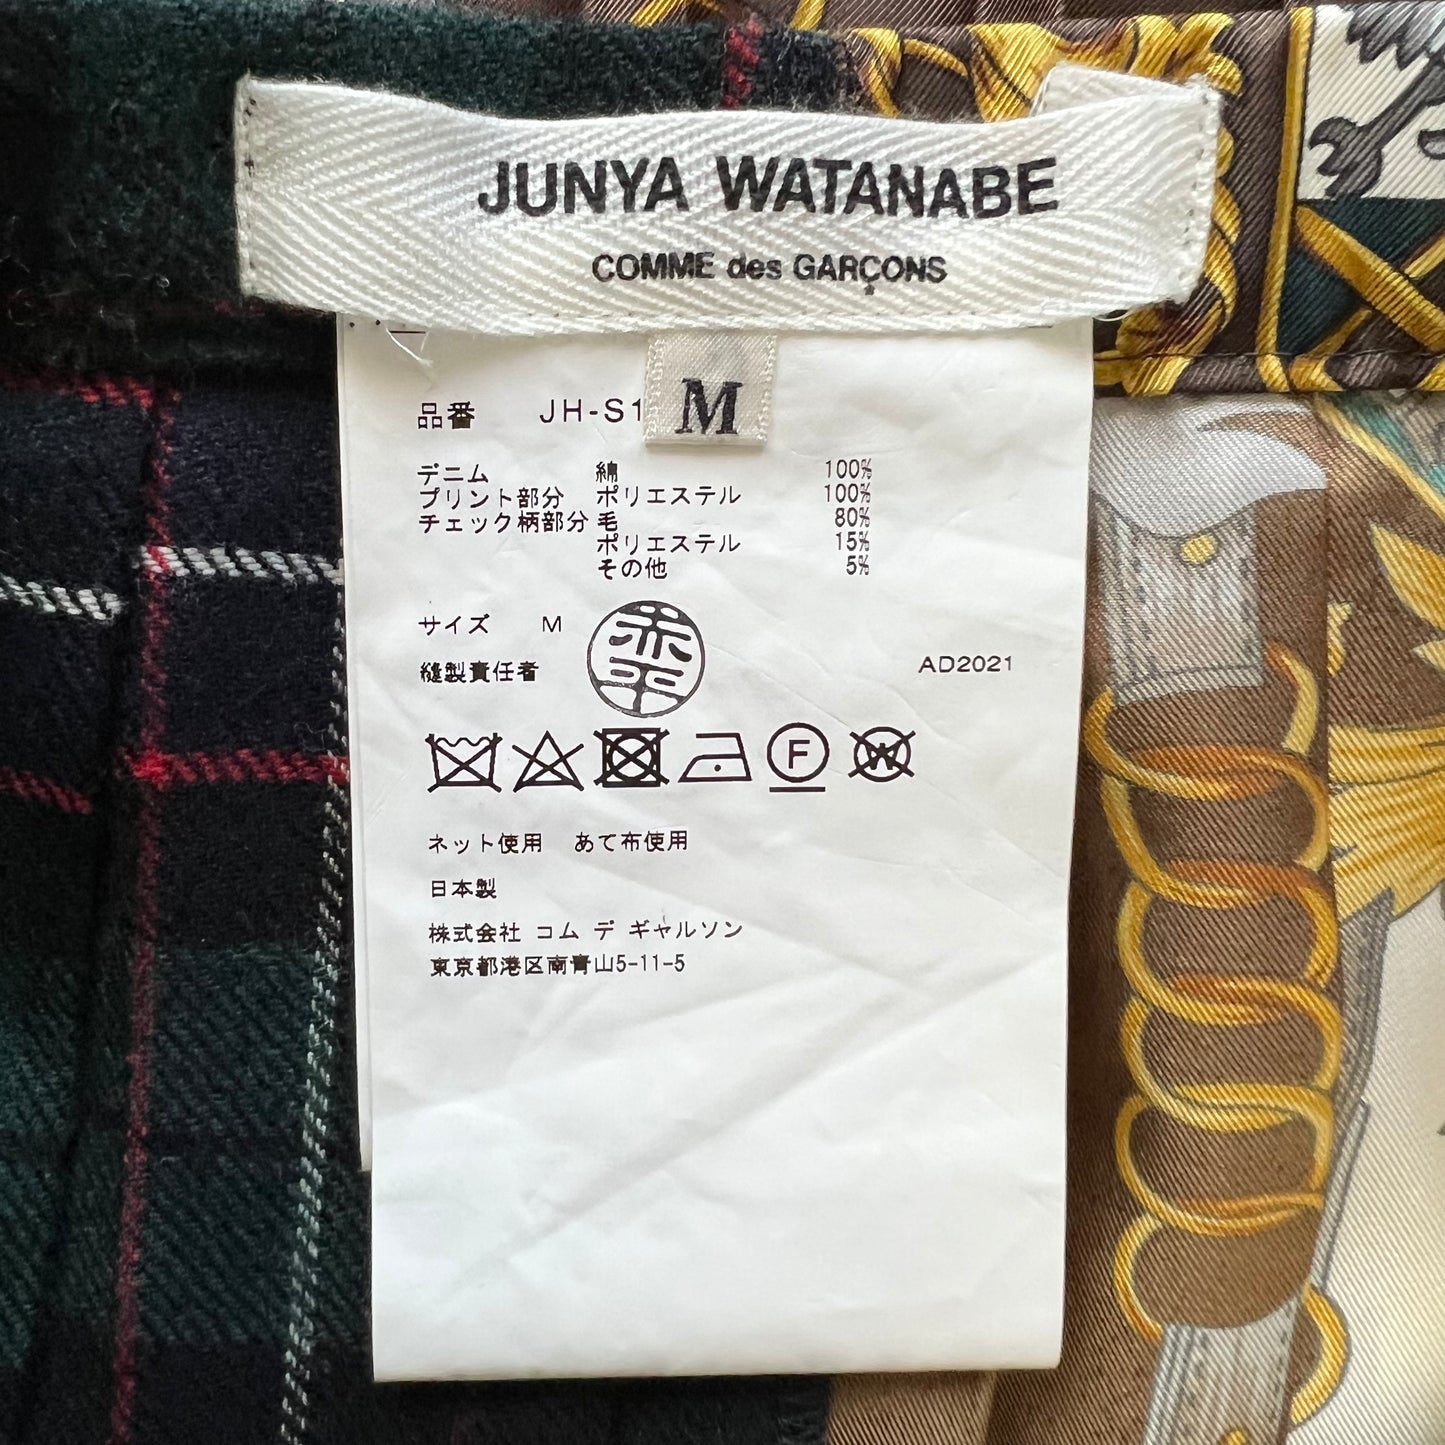 JUNYA WATANABE
COMME des GARÇONS
M
品番 JH-S1
デニム 綿 100%
プリント部分 ポリエステル 100%
チェック柄部分 毛 80%
ポリエステル 15%
その他 5%
サイズ M
縫製責任者
AD2021
F
W
ネット使用 あて布使用
日本製
株式会社 コム デ ギャルソン
東京都港区南青山5-11-5